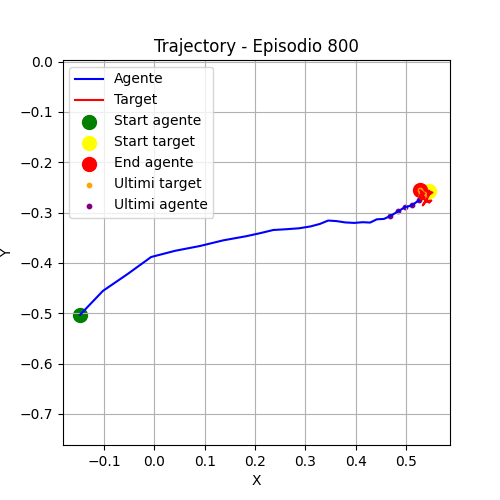 Trajectory - Episodio 800
Agente
Target
Start agente
Start target
End agente
Ultimi target
Ultimi agente
0.0
−0.1
−0.2
−0.3
−0.4
−0.5
−0.6
−0.7
Y
−0.1
0.0
0.1
0.2
0.3
0.4
0.5
X